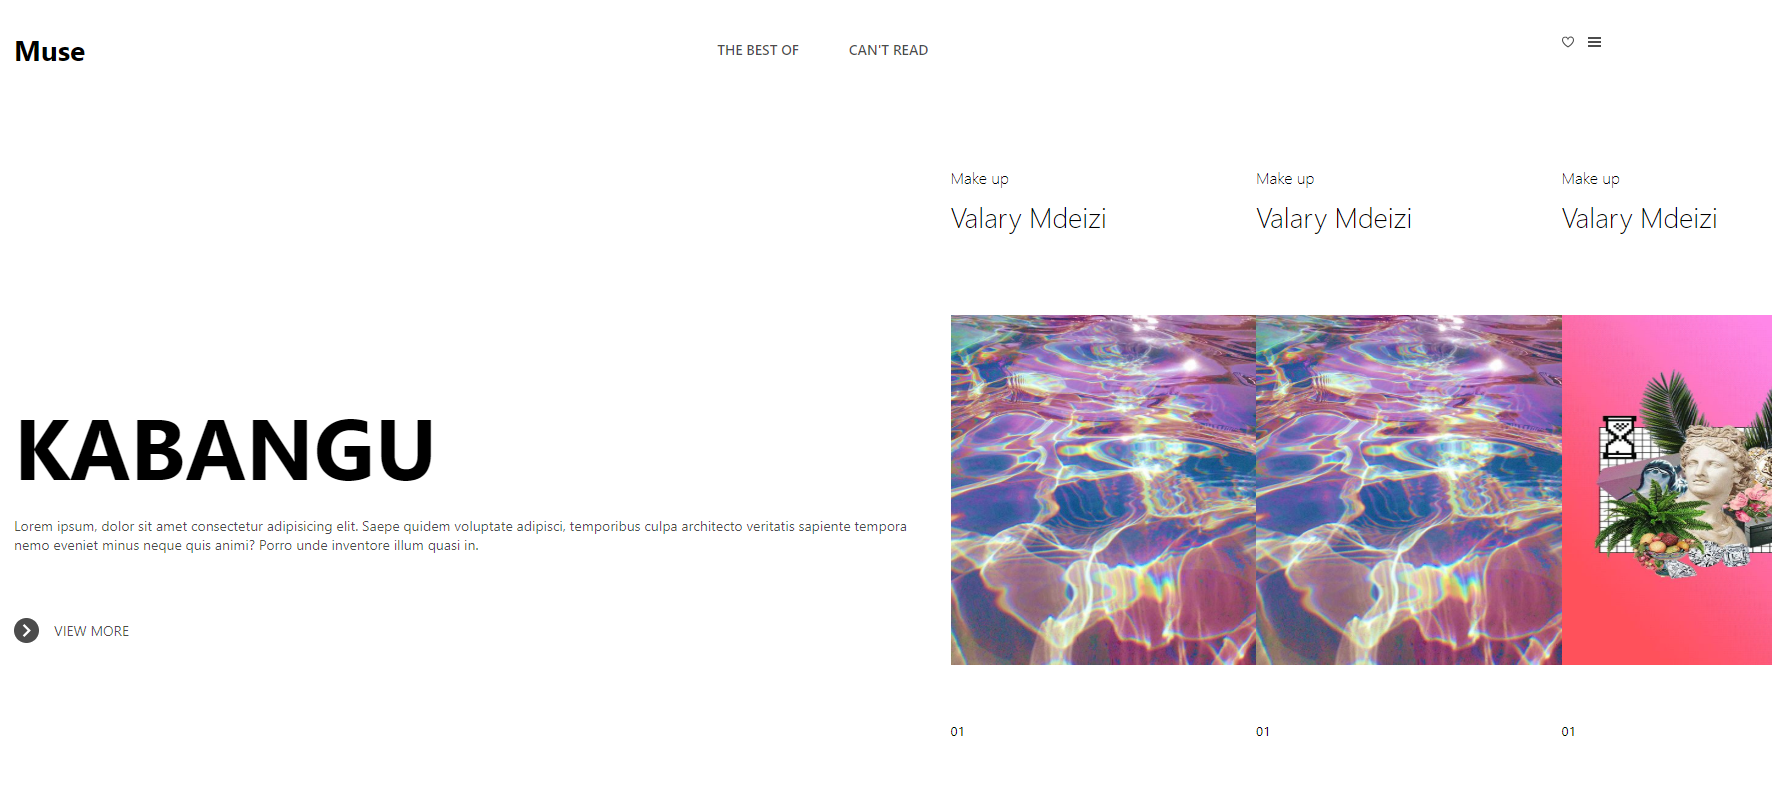 Muse
THE BEST OF
CAN'T READ
Make up
Valary Mdeizi
Make up
Valary Mdeizi
Make up
Valary Mdeizi
KABANGU
Lorem ipsum, dolor sit amet consectetur adipisicing elit. Saepe quidem voluptate adipisci, temporibus culpa architecto veritatis sapiente tempora
nemo eveniet minus neque quis animi? Porro unde inventore illum quasi in.
VIEW MORE
01
01
01